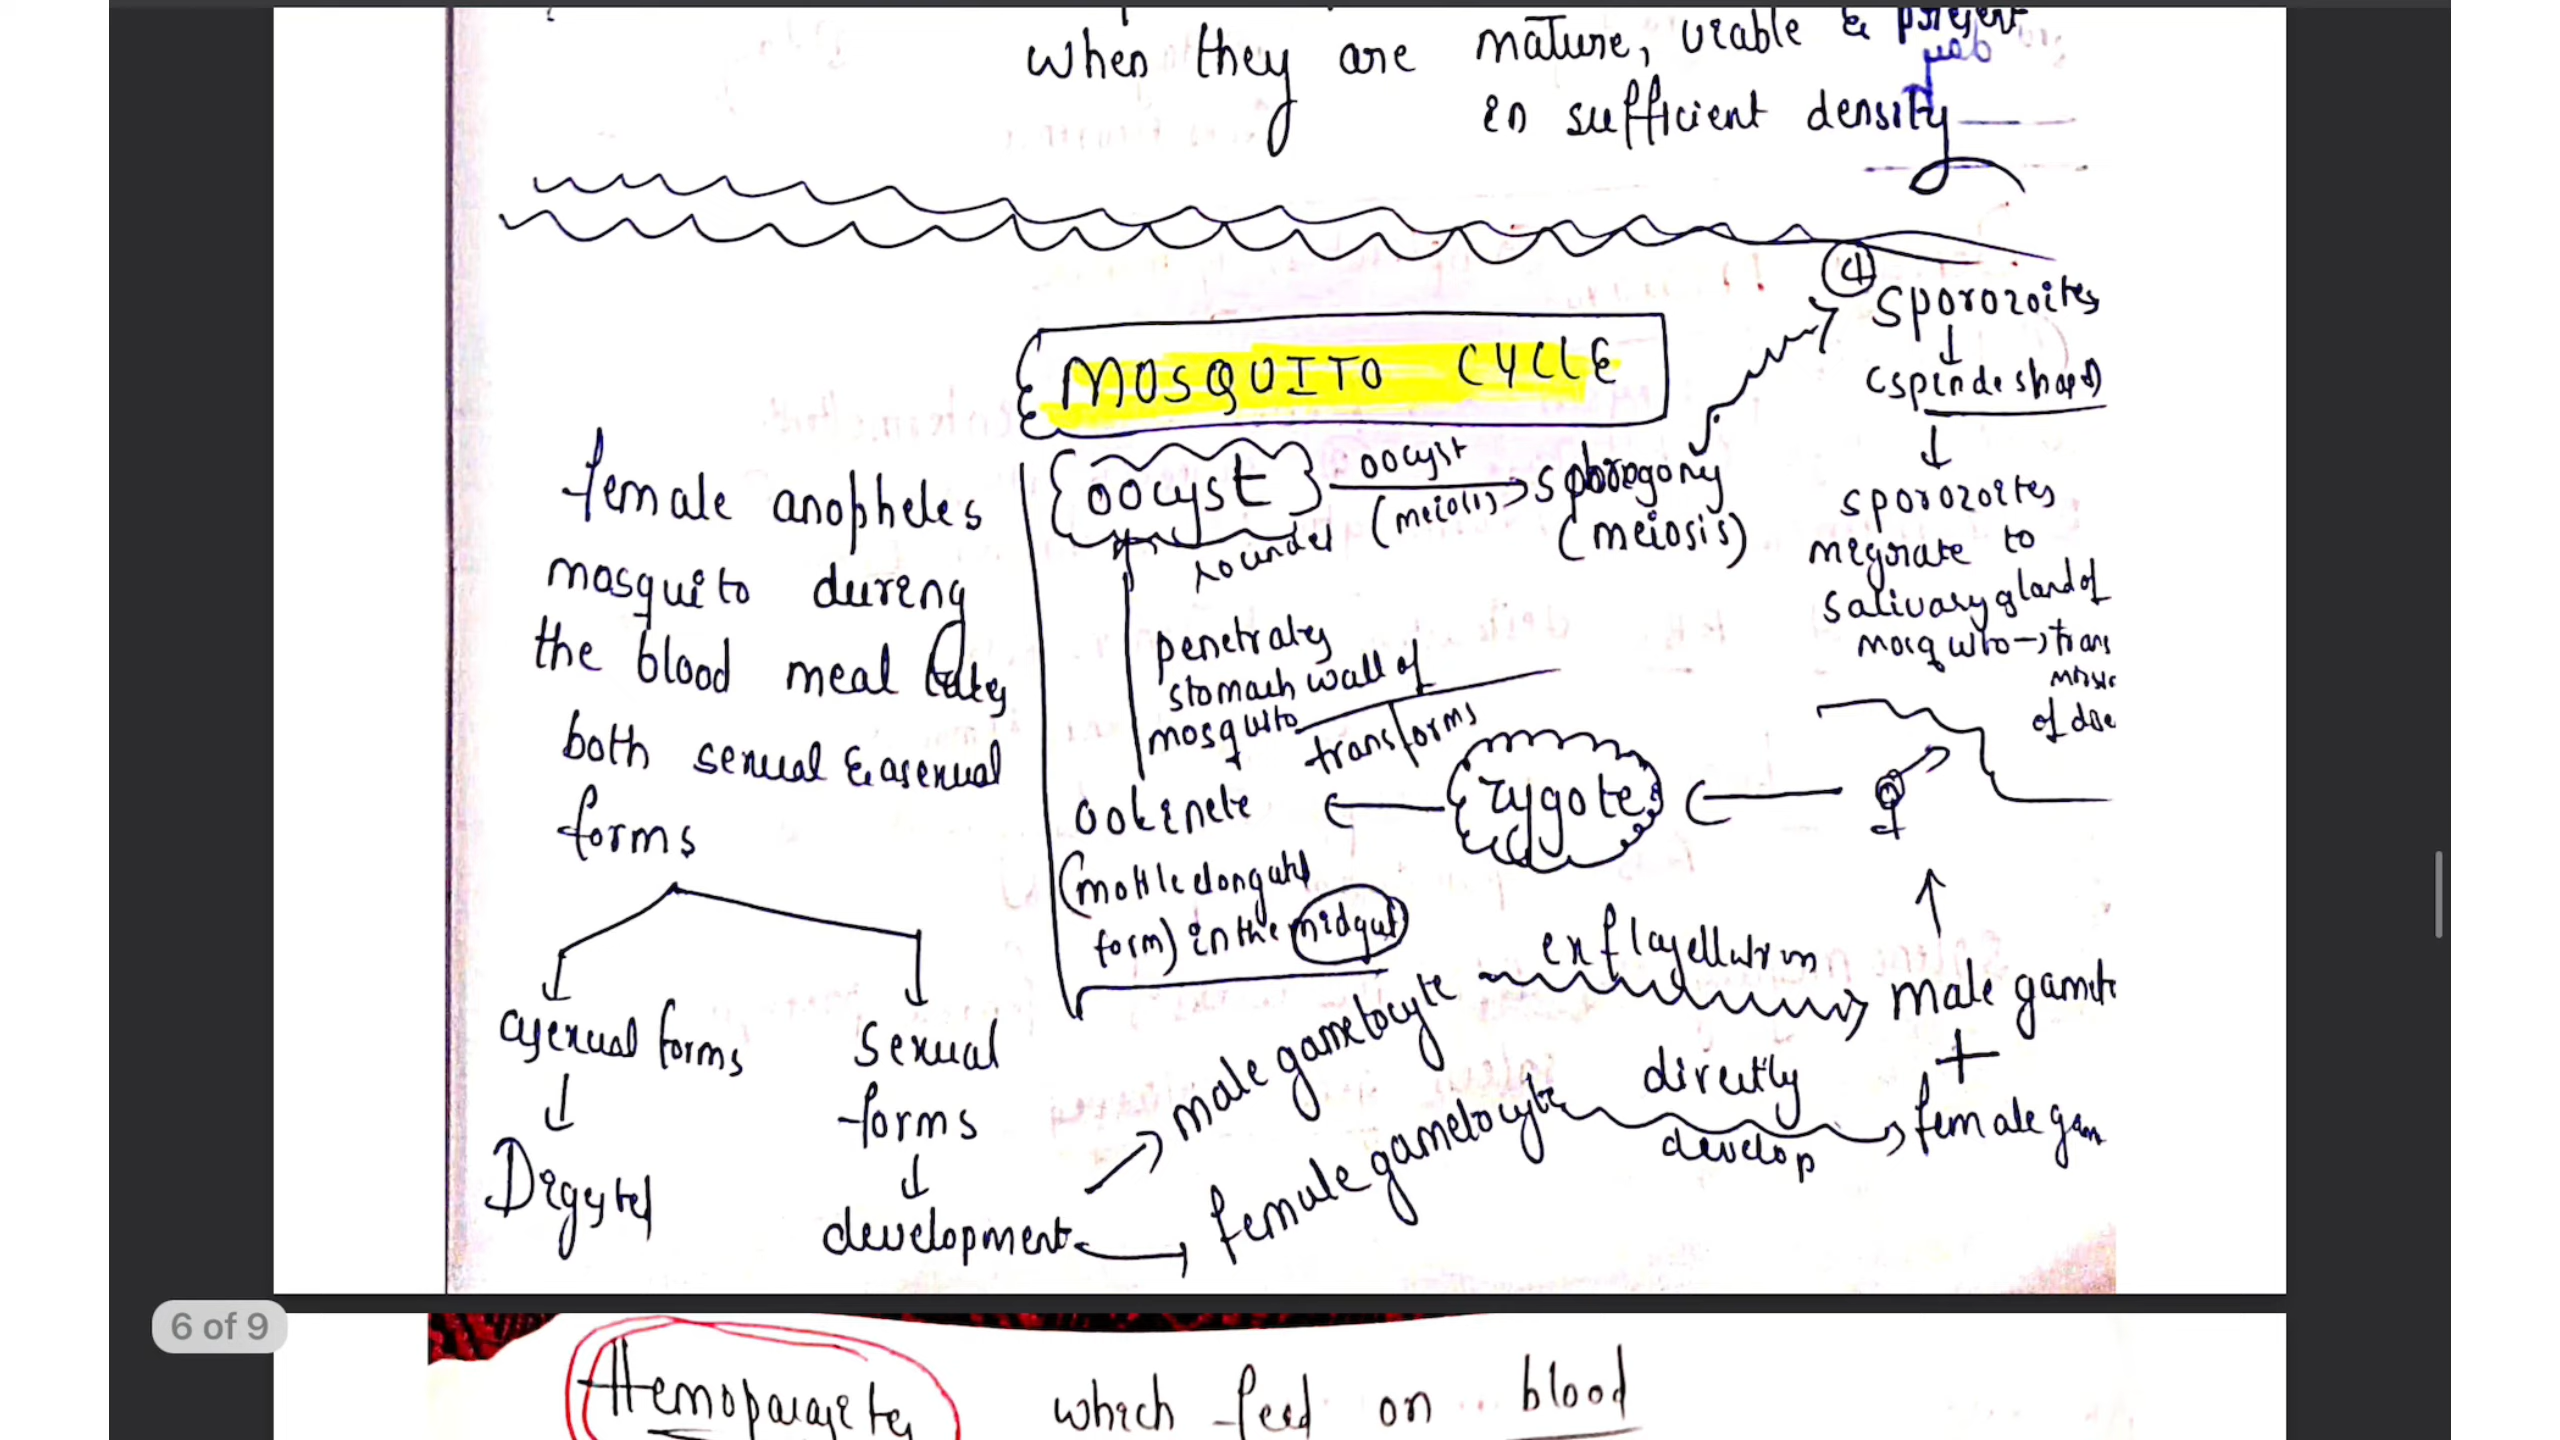 when they are mature, viable & present
in sufficient density
4
MOSQUITO CYCLE
female anopheles
mosquito during
the blood meal takes
both sexual & asexual
forms
asexual forms
↓
Digested
sexual
forms
↓
development
male gametocyte
female gametocyte
exflagellation
directly
develop
male gamete
+
female gam
zygote
transforms
ookinete
(motile elongated
form) in the midgut
penetrates
stomach wall of
mosquito
oocyst
rounded
oocyst
(meiosis)
sporogony
(meiosis)
sporozoites
↓
(spinde shaped)
↓
sporozoites
migrate to
salivary gland of
mosquito → trans
of
6 of 9
Hemoparasites which feed on blood